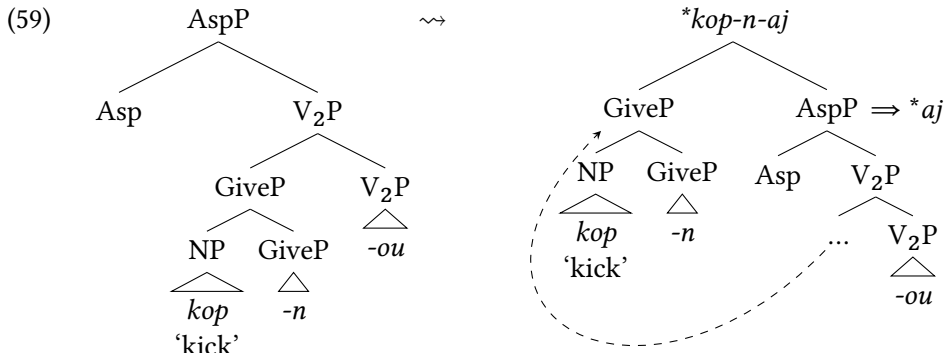 (59) AspP ⇝ *kop-n-aj
Asp V₂P GiveP AspP ⇒ *aj
GiveP V₂P NP GiveP Asp V₂P
-ou kop -n
NP GiveP ‘kick’ ... V₂P
kop -n -ou
‘kick’